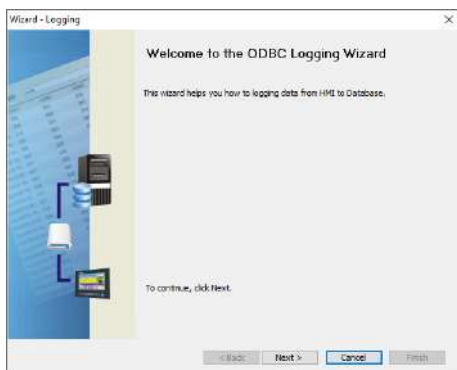 Wizard - Logging
Welcome to the ODBC Logging Wizard
This wizard helps you how to logging data from HMI to Database.
To continue, click Next.
< Back Next > Cancel Finish